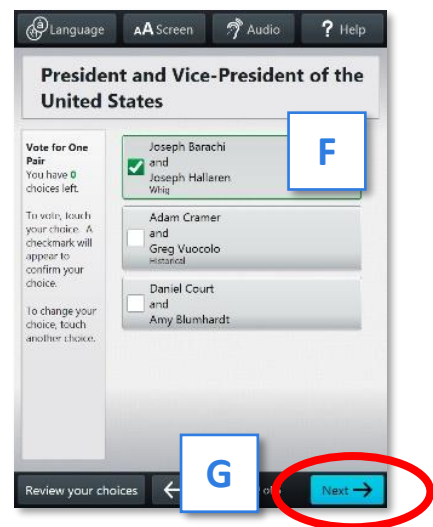 Language
AA Screen
Audio
? Help
President and Vice-President of the
United States
Vote for One
Pair
You have 0
choices left.
To vote, touch
your choice. A
checkmark will
appear to
confirm your
choice.
To change your
choice, touch
another choice.
Joseph Barachi
and
Joseph Hallaren
Whig
F
Adam Cramer
and
Greg Vuocolo
Historical
Daniel Court
and
Amy Blumhardt
Review your choices
G
Next